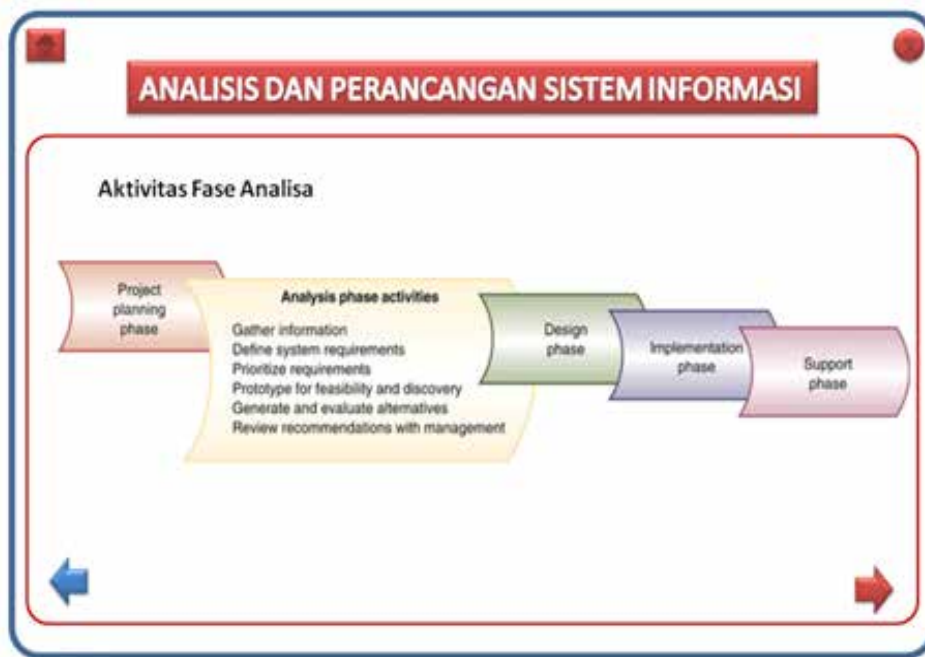 ANALISIS DAN PERANCANGAN SISTEM INFORMASI
Aktivitas Fase Analisa
Project
planning
phase
Analysis phase activities
Gather information
Define system requirements
Prioritize requirements
Prototype for feasibility and discovery
Generate and evaluate alternatives
Review recommendations with management
Design
phase
Implementation
phase
Support
phase